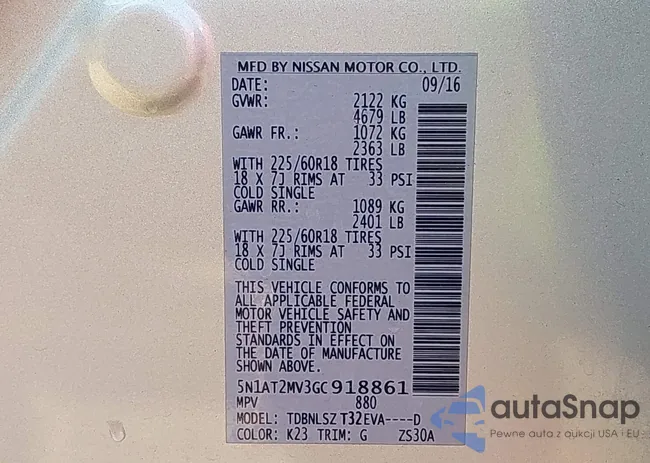 MFD BY NISSAN MOTOR CO., LTD.
DATE: 09/16
GVWR: 2122 KG
4679 LB
GAWR FR.: 1072 KG
2363 LB
WITH 225/60R18 TIRES
18 X 7J RIMS AT 33 PSI
COLD SINGLE
GAWR RR.: 1089 KG
2401 LB
WITH 225/60R18 TIRES
18 X 7J RIMS AT 33 PSI
COLD SINGLE
THIS VEHICLE CONFORMS TO
ALL APPLICABLE FEDERAL
MOTOR VEHICLE SAFETY AND
THEFT PREVENTION
STANDARDS IN EFFECT ON
THE DATE OF MANUFACTURE
SHOWN ABOVE.
5N1AT2MV3GC918861
MPV 880
MODEL: TDBNLSZ T32EVA----D
COLOR: K23 TRIM: G ZS30A
autaSnap
Pewne auta z aukcji USA i EU